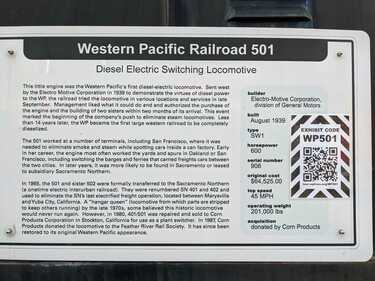 Western Pacific Railroad 501
Diesel Electric Switching Locomotive
This little engine was the Western Pacific's first diesel-electric locomotive. Sent west
by the Electro Motive Corporation in 1939 to demonstrate the virtues of diesel power
to the WP, the railroad tried the locomotive in various locations and services in late
September. Management liked what it could do and and authorized the purchase of
the engine and the building of two sisters within two months of its arrival. This event
marked the beginning of the company's push to eliminate steam locomotives. Less
than 14 years later, the WP became the first large western railroad to be completely
dieselized.
The 501 worked at a number of terminals, including San Francisco, where it was
needed to eliminate smoke and steam while spotting cars inside a can factory. Early
in her career, the engine most often worked the yards and spurs in Oakland or San
Francisco, including switching the barges and ferries that carried freight cars between
the two cities. In later years, it was more likely to be found in Sacramento or leased
to subsidiary Sacramento Northern.
the 501 and sister 502 were formally transferred to the Sacramento Northern
(a onetime electric interurban railroad). They were renumbered SN 401 and 402 and
used to eliminate the SN's last electrified freight operation, located between Marysville
and Yuba City, California. A "hangar queen" (locomotive from which parts are stripped
to keep others running) by the late 1970s, some believed this historic locomotive
would never run again. However, in 1980, 401/501 was repaired and sold to Corn
Products Corporation in Stockton, California for use as a plant switcher. In 1987, Corn
Products donated the locomotive to the Feather River Rail Society. It has since been
restored to its original Western Pacific appearance.
builder
Electro-Motive Corporation,
division of General Motors
built
August 1939
type
SW1
horsepower
600
serial number
906
original cost
$64,525.00
top speed
45 MPH
operating weight
201,000 lbs
acquisition
donated by Corn Products
EXHIBIT CODE
WP501